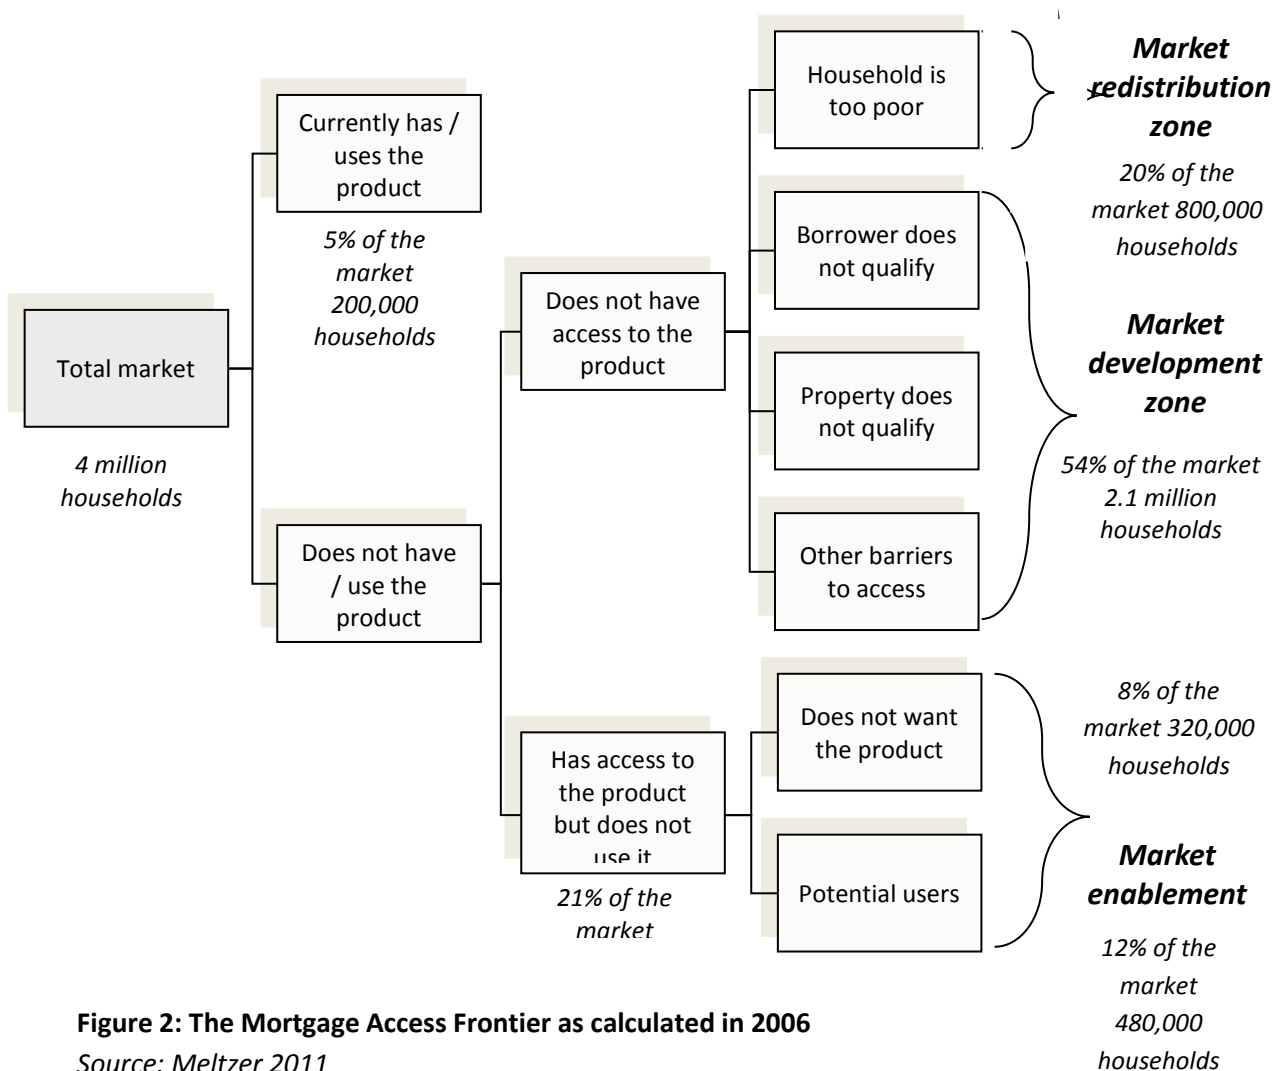 Total market
4 million
households
Currently has /
uses the
product
5% of the
market
200,000
households
Does not have
/ use the
product
Does not have
access to the
product
Has access to
the product
but does not
use it
21% of the
market
Household is
too poor
Borrower does
not qualify
Property does
not qualify
Other barriers
to access
Does not want
the product
Potential users
Market
redistribution
zone
20% of the
market 800,000
households
Market
development
zone
54% of the market
2.1 million
households
8% of the
market 320,000
households
Market
enablement
12% of the
market
480,000
households
Figure 2: The Mortgage Access Frontier as calculated in 2006
Source: Meltzer 2011